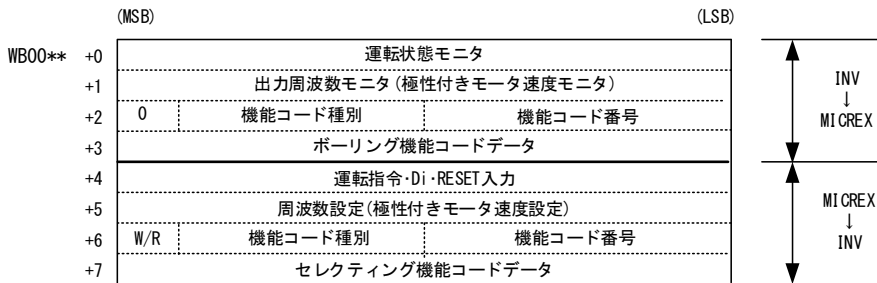 (MSB) (LSB)
WB00** +0 運転状態モニタ
+1 出力周波数モニタ(極性付きモータ速度モニタ)
+2 0 機能コード種別 機能コード番号
+3 ポーリング機能コードデータ
INV
↓
MICREX
+4 運転指令・Di・RESET入力
+5 周波数設定(極性付きモータ速度設定)
+6 W/R 機能コード種別 機能コード番号
+7 セレクティング機能コードデータ
MICREX
↓
INV